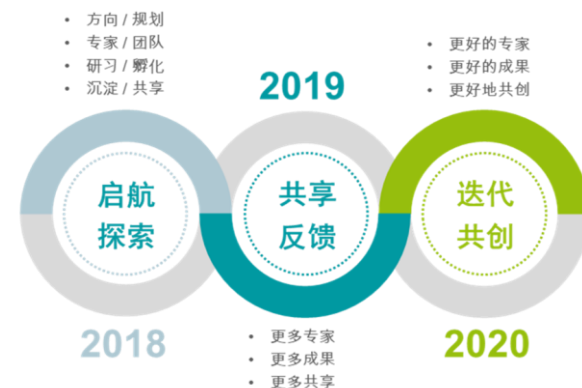 • 方向 / 规划
• 专家 / 团队
• 研习 / 孵化
• 沉淀 / 共享
启航
探索
2018
2019
共享
反馈
• 更多专家
• 更多成果
• 更多共享
• 更好的专家
• 更好的成果
• 更好地共创
迭代
共创
2020